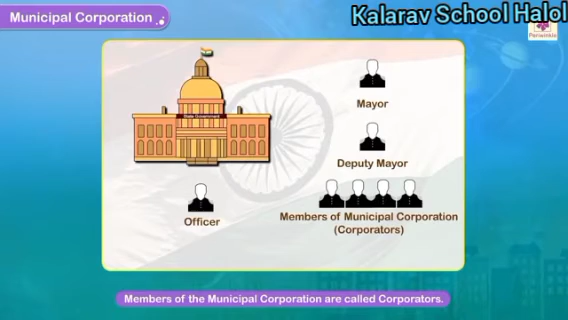 Municipal Corporation
Kalarav School Halol
Periwinkle
State Government
Mayor
Deputy Mayor
Officer
Members of Municipal Corporation
(Corporators)
Members of the Municipal Corporation are called Corporators.